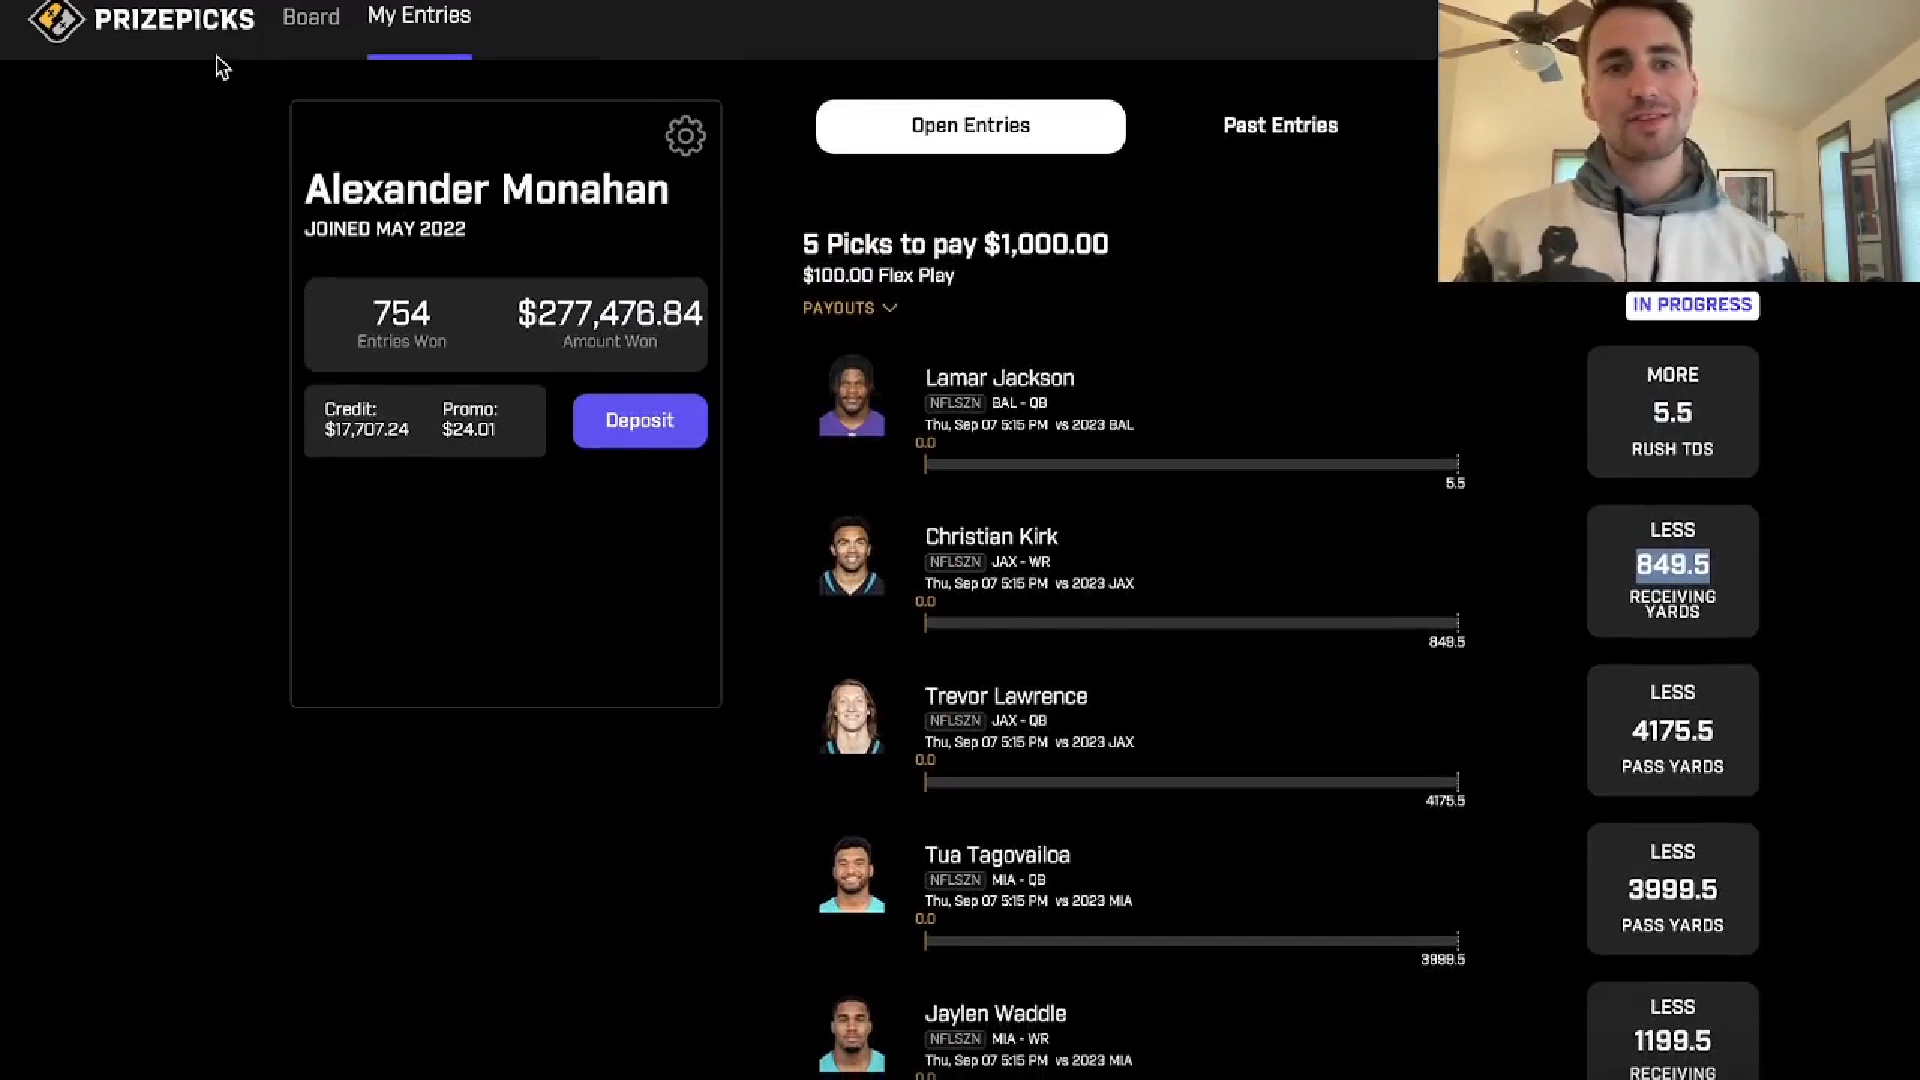 PRIZEPICKS
Board
My Entries
Alexander Monahan
JOINED MAY 2022
754
Entries Won
$277,476.84
Amount Won
Credit:
$17,707.24
Promo:
$24.01
Deposit
Open Entries
Past Entries
5 Picks to pay $1,000.00
$100.00 Flex Play
PAYOUTS
IN PROGRESS
Lamar Jackson
NFLSZN BAL - QB
Thu, Sep 07 5:15 PM vs 2023 BAL
0.0
5.5
MORE
5.5
RUSH TDS
Christian Kirk
NFLSZN JAX - WR
Thu, Sep 07 5:15 PM vs 2023 JAX
0.0
849.5
LESS
849.5
RECEIVING
YARDS
Trevor Lawrence
NFLSZN JAX - QB
Thu, Sep 07 5:15 PM vs 2023 JAX
0.0
4175.5
LESS
4175.5
PASS YARDS
Tua Tagovailoa
NFLSZN MIA - QB
Thu, Sep 07 5:15 PM vs 2023 MIA
0.0
3999.5
LESS
3999.5
PASS YARDS
Jaylen Waddle
NFLSZN MIA - WR
Thu, Sep 07 5:15 PM vs 2023 MIA
0.0
LESS
1199.5
RECEIVING